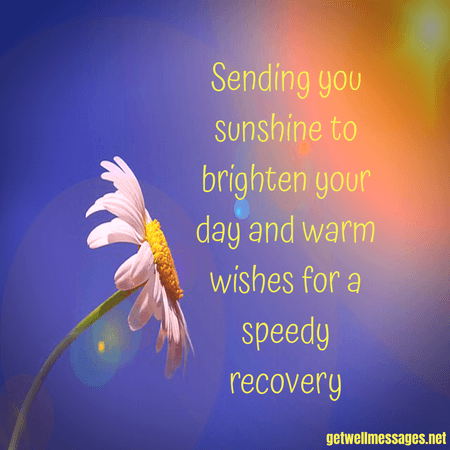 Sending you
sunshine to
brighten your
day and warm
wishes for a
speedy
recovery
getwellmessages.net